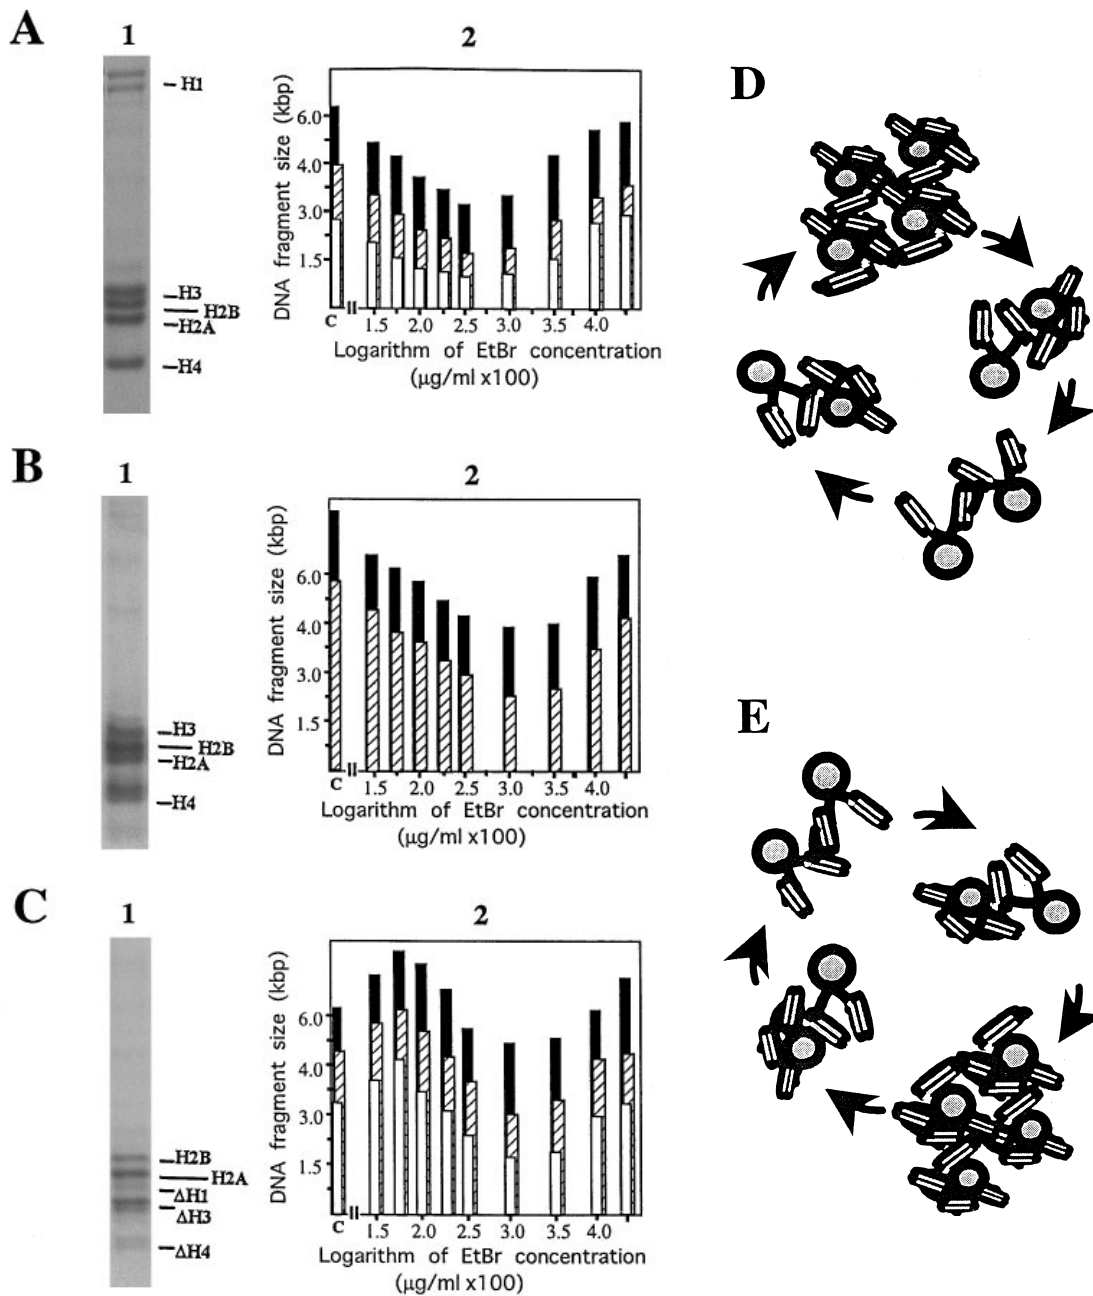 A
1
H1
H3
H2B
H2A
H4
2
DNA fragment size (kbp)
6.0
4.0
3.0
1.5
C 1.5 2.0 2.5 3.0 3.5 4.0
Logarithm of EtBr concentration
(μg/ml x100)
B
1
H3
H2B
H2A
H4
2
DNA fragment size (kbp)
6.0
4.0
3.0
1.5
C 1.5 2.0 2.5 3.0 3.5 4.0
Logarithm of EtBr concentration
(μg/ml x100)
C
1
H2B
H2A
ΔH1
ΔH3
ΔH4
2
DNA fragment size (kbp)
6.0
4.0
3.0
1.5
C 1.5 2.0 2.5 3.0 3.5 4.0
Logarithm of EtBr concentration
(μg/ml x100)
D
E